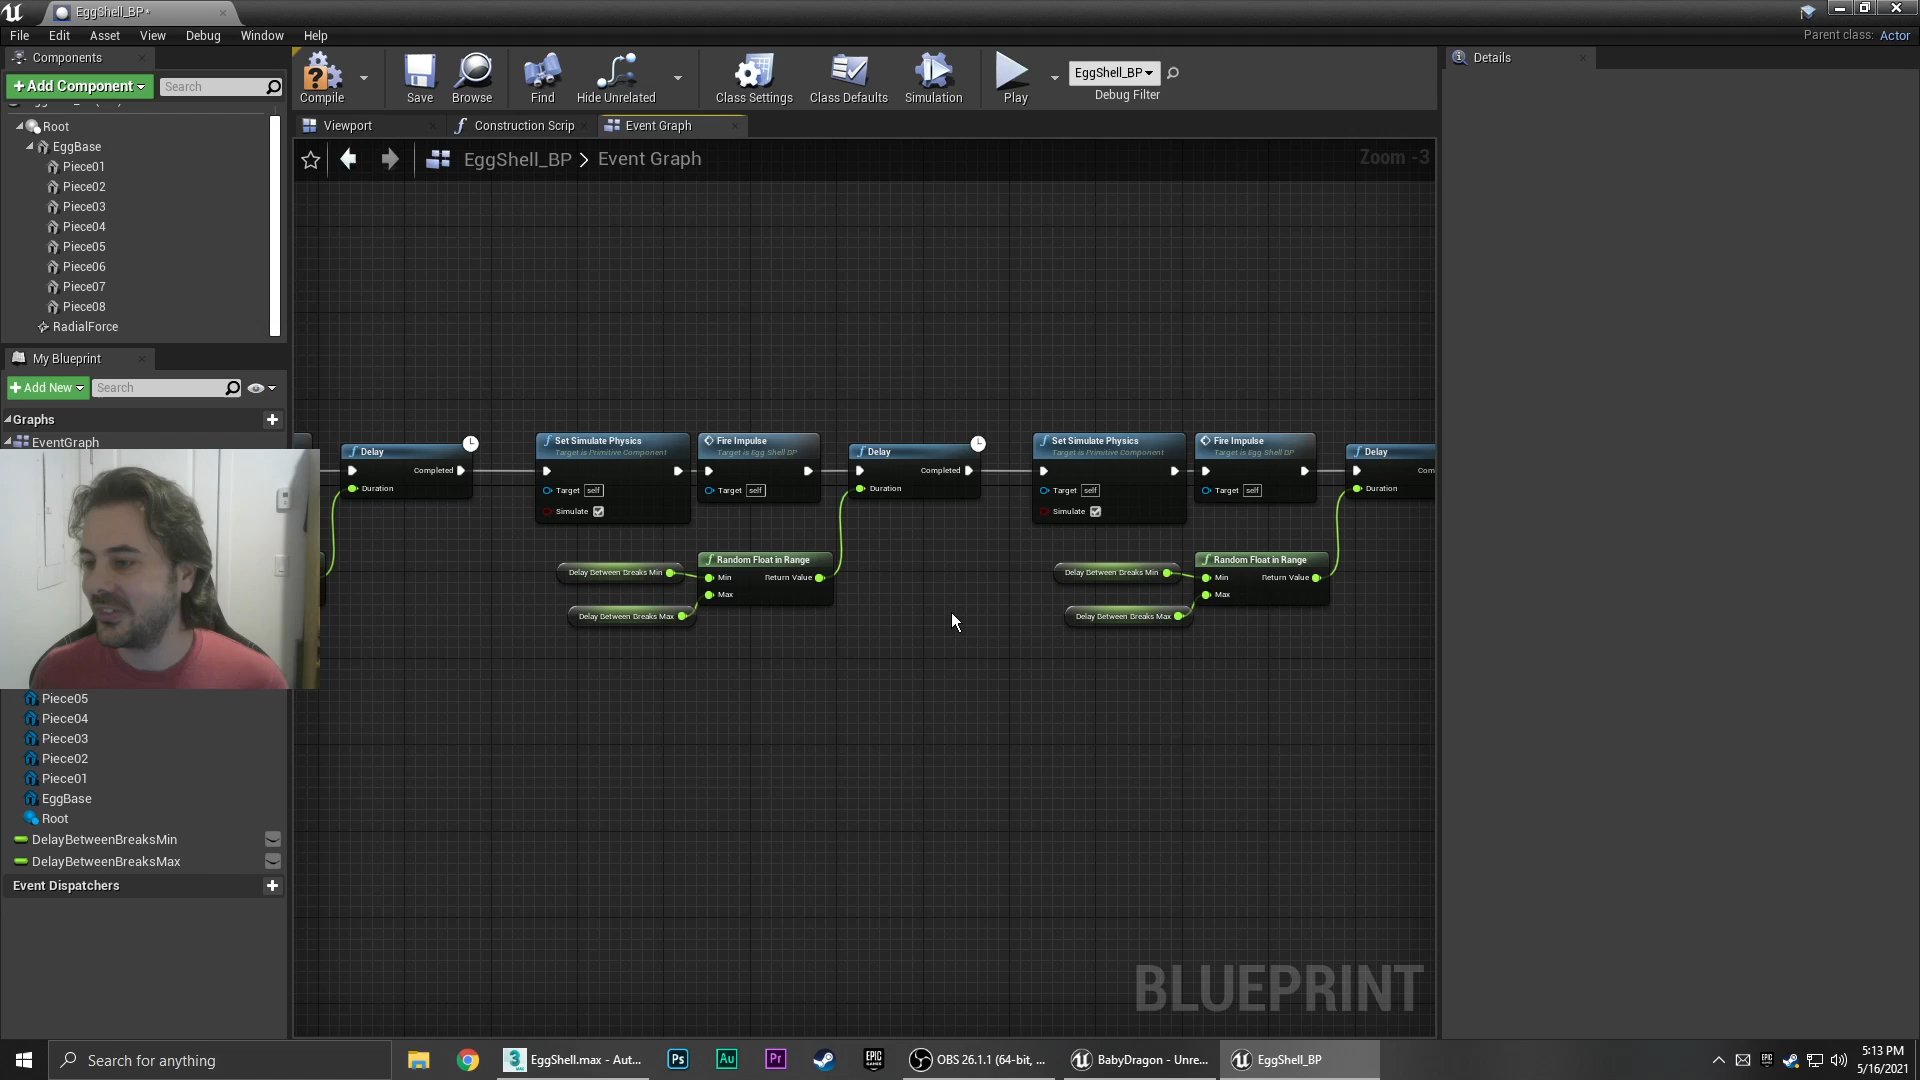 EggShell_BP*
File Edit Asset View Debug Window Help
Parent class: Actor
Components
Details
+Add Component
Search
Compile
Save
Browse
Find
Hide Unrelated
Class Settings
Class Defaults
Simulation
Play
EggShell_BP
Debug Filter
Root
EggBase
Piece01
Piece02
Piece03
Piece04
Piece05
Piece06
Piece07
Piece08
RadialForce
Viewport
Construction Scrip
Event Graph
EggShell_BP > Event Graph
Zoom -3
My Blueprint
+Add New
Search
Graphs
EventGraph
Delay
Completed
Duration
Set Simulate Physics
Target is Primitive Component
Target self
Simulate
Fire Impulse
Target is Egg Shell BP
Target self
Delay
Completed
Duration
Delay Between Breaks Min
Delay Between Breaks Max
Random Float in Range
Min Return Value
Max
Set Simulate Physics
Target is Primitive Component
Target self
Simulate
Fire Impulse
Target is Egg Shell BP
Target self
Delay
Com
Duration
Delay Between Breaks Min
Delay Between Breaks Max
Random Float in Range
Min Return Value
Max
Piece05
Piece04
Piece03
Piece02
Piece01
EggBase
Root
DelayBetweenBreaksMin
DelayBetweenBreaksMax
Event Dispatchers
BLUEPRINT
Search for anything
EggShell.max - Aut...
Ps
Au
Pr
EPIC
GAMES
OBS 26.1.1 (64-bit, ...
BabyDragon - Unre...
EggShell_BP
5:13 PM
5/16/2021